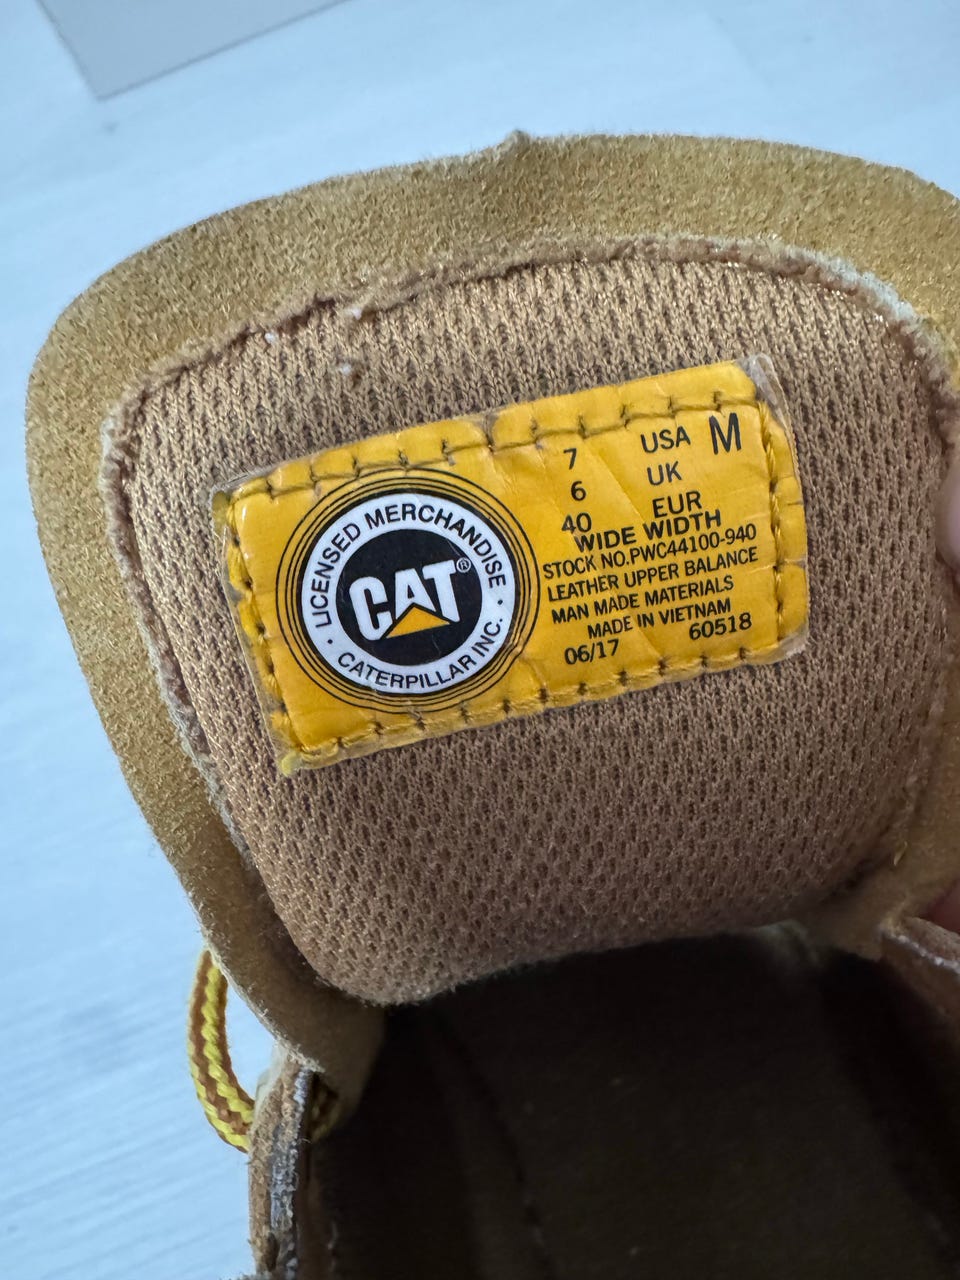 LICENSED MERCHANDISE
CAT®
CATERPILLAR INC.
7 USA M
6 UK
40 EUR
WIDE WIDTH
STOCK NO.PWC44100-940
LEATHER UPPER BALANCE
MAN MADE MATERIALS
MADE IN VIETNAM
06/17 60518